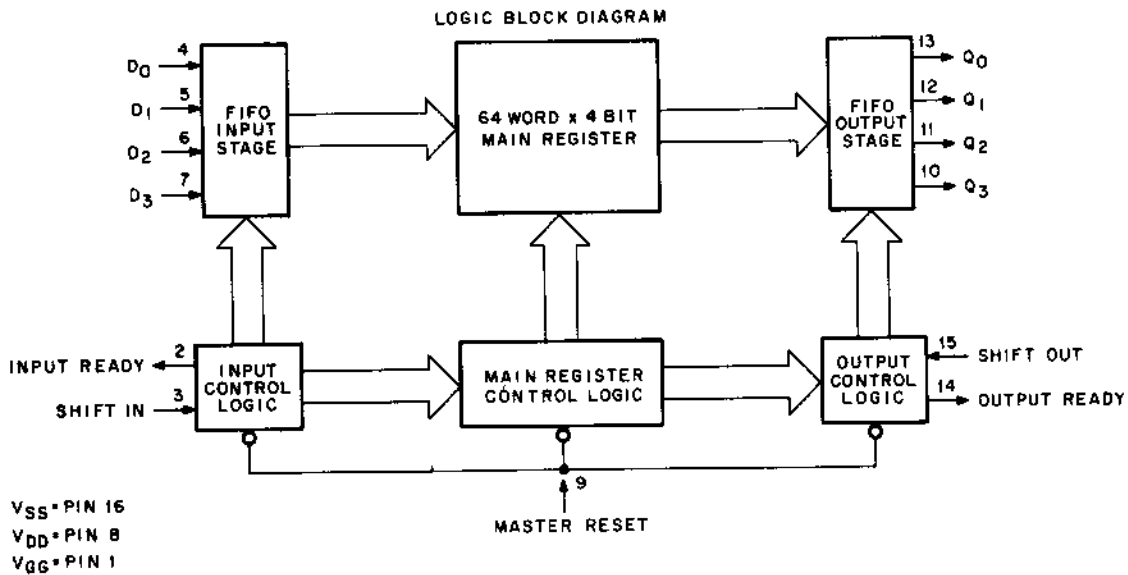 LOGIC BLOCK DIAGRAM
4
D0
5
D1
6
D2
7
D3
FIFO
INPUT
STAGE
64 WORD x 4 BIT
MAIN REGISTER
FIFO
OUTPUT
STAGE
13
Q0
12
Q1
11
Q2
10
Q3
INPUT READY
2
SHIFT IN
3
INPUT
CONTROL
LOGIC
MAIN REGISTER
CONTROL LOGIC
OUTPUT
CONTROL
LOGIC
15
SHIFT OUT
14
OUTPUT READY
9
MASTER RESET
VSS=PIN 16
VDD=PIN 8
VGG=PIN 1